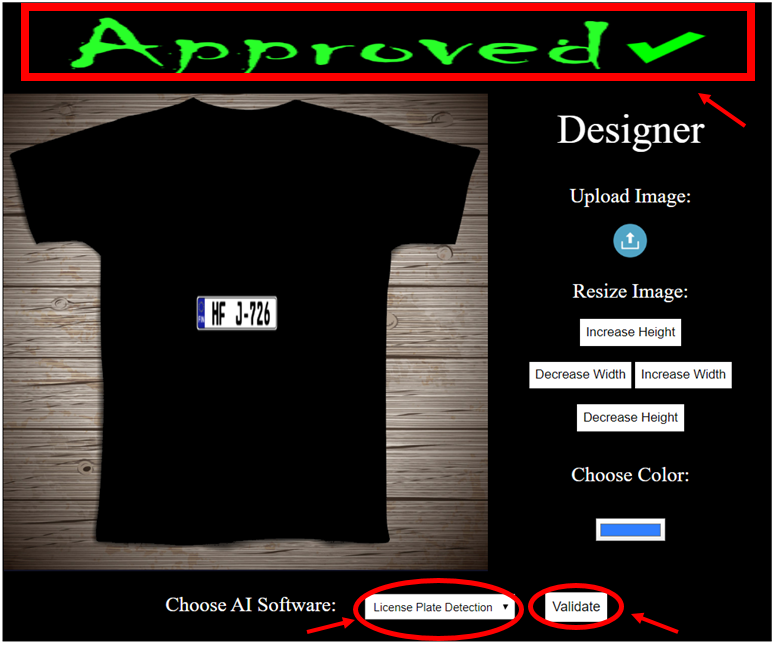 Approved ✔
Designer
Upload Image:
HF J-726
FIN
Resize Image:
Increase Height
Decrease Width Increase Width
Decrease Height
Choose Color:
Choose AI Software: License Plate Detection ▼ Validate